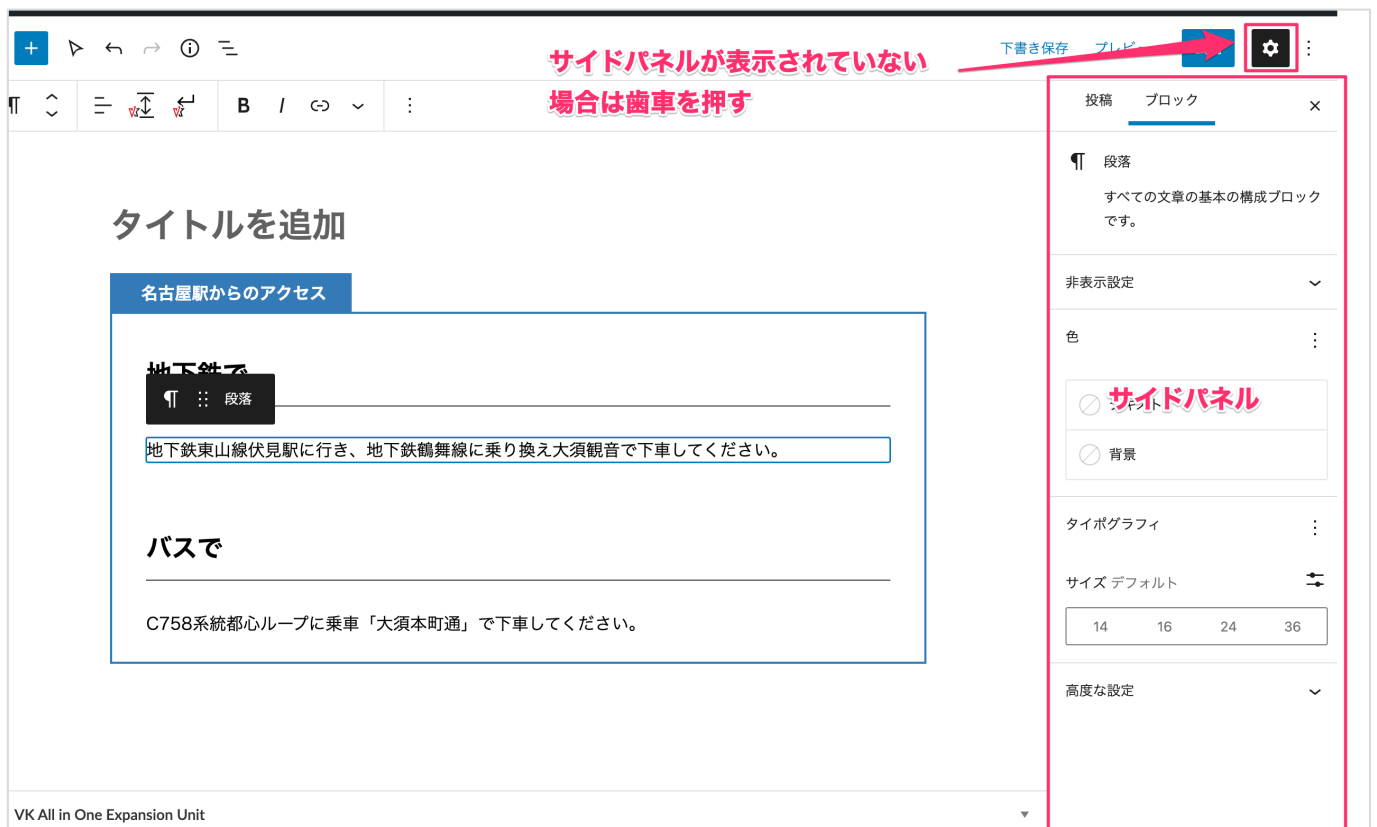 サイドパネルが表示されていない
場合は歯車を押す
下書き保存
B I
投稿 ブロック
段落
すべての文章の基本の構成ブロック
です。
タイトルを追加
名古屋駅からのアクセス
地下鉄で
段落
地下鉄東山線伏見駅に行き、地下鉄鶴舞線に乗り換え大須観音で下車してください。
バスで
C758系統都心ループに乗車「大須本町通」で下車してください。
非表示設定
色
サイドパネル
背景
タイポグラフィ
サイズ デフォルト
14 16 24 36
高度な設定
VK All in One Expansion Unit